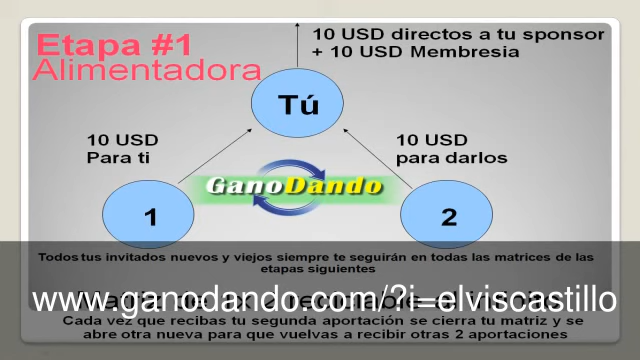 Etapa #1
Alimentadora
10 USD directos a tu sponsor
+ 10 USD Membresia
Tú
10 USD
Para ti
10 USD
para darlos
GanoDando
1
2
Todos tus invitados nuevos y viejos siempre te seguirán en todas las matrices de las
etapas siguientes
www.ganodando.com/?i=elviscastillo
Cada vez que recibas tu segunda aportación se cierra tu matriz y se
abre otra nueva para que vuelvas a recibir otras 2 aportaciones